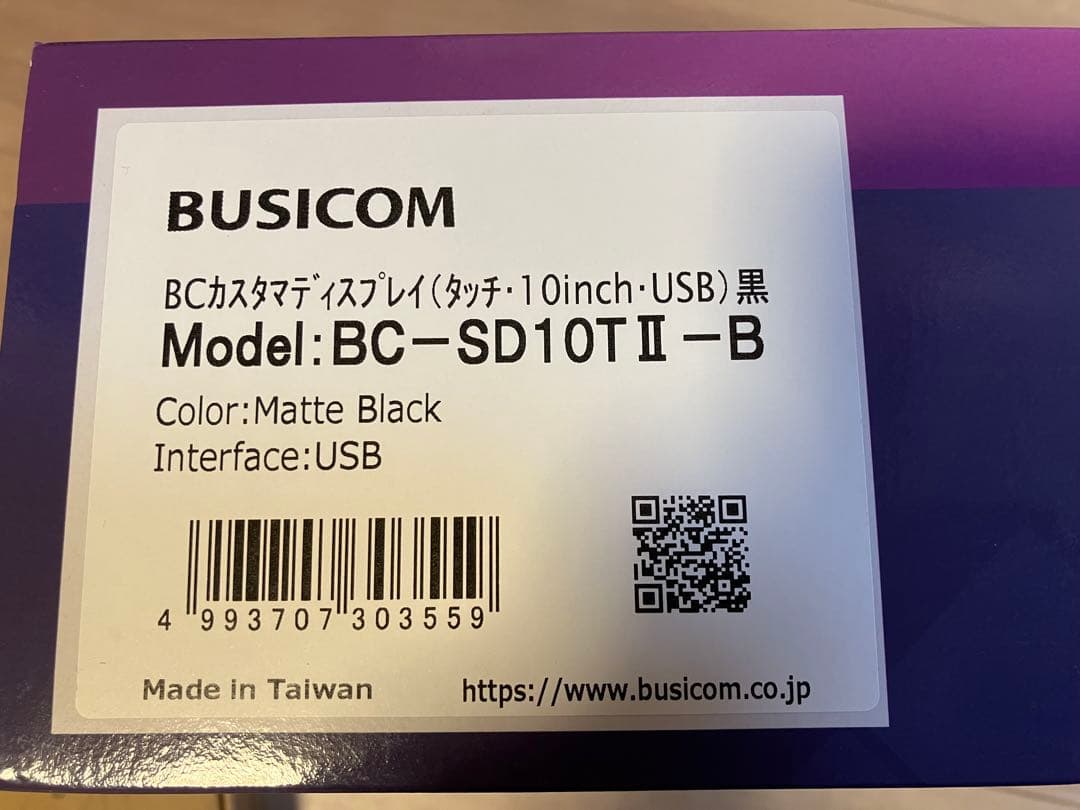 BUSICOM
BCカスタマディスプレイ(タッチ・10inch・USB)黒
Model:BC-SD10TⅡ-B
Color:Matte Black
Interface:USB
4 993707 303559
Made in Taiwan
https://www.busicom.co.jp